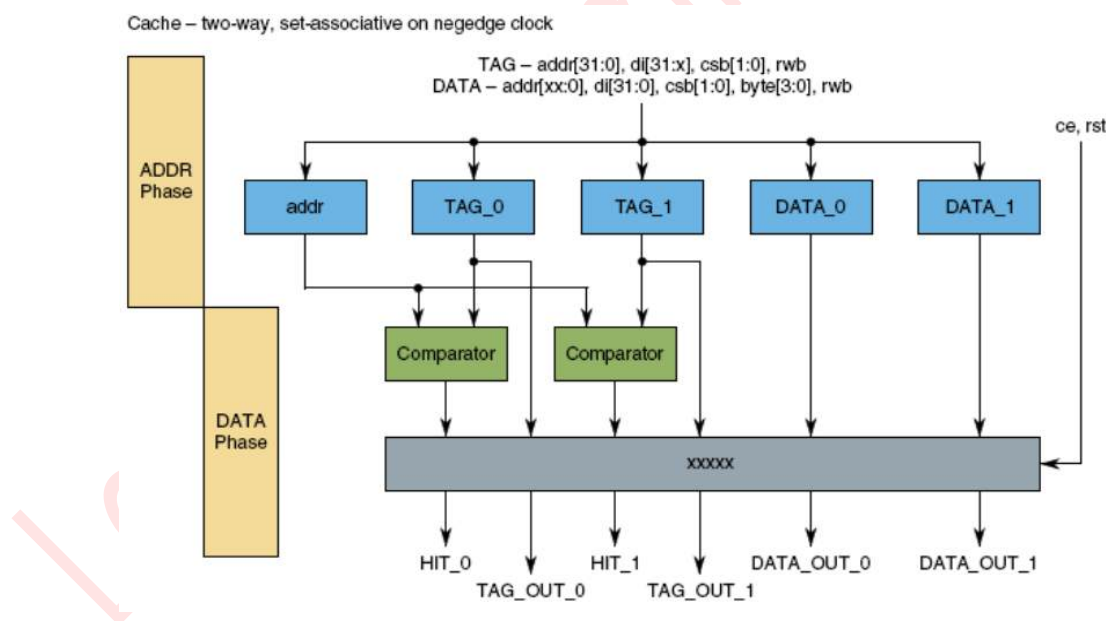 Cache – two-way, set-associative on negedge clock
TAG – addr[31:0], di[31:x], csb[1:0], rwb
DATA – addr[xx:0], di[31:0], csb[1:0], byte[3:0], rwb
ce, rst
ADDR
Phase
addr
TAG_0
TAG_1
DATA_0
DATA_1
Comparator
Comparator
DATA
Phase
xxxxx
HIT_0
HIT_1
DATA_OUT_0
DATA_OUT_1
TAG_OUT_0
TAG_OUT_1